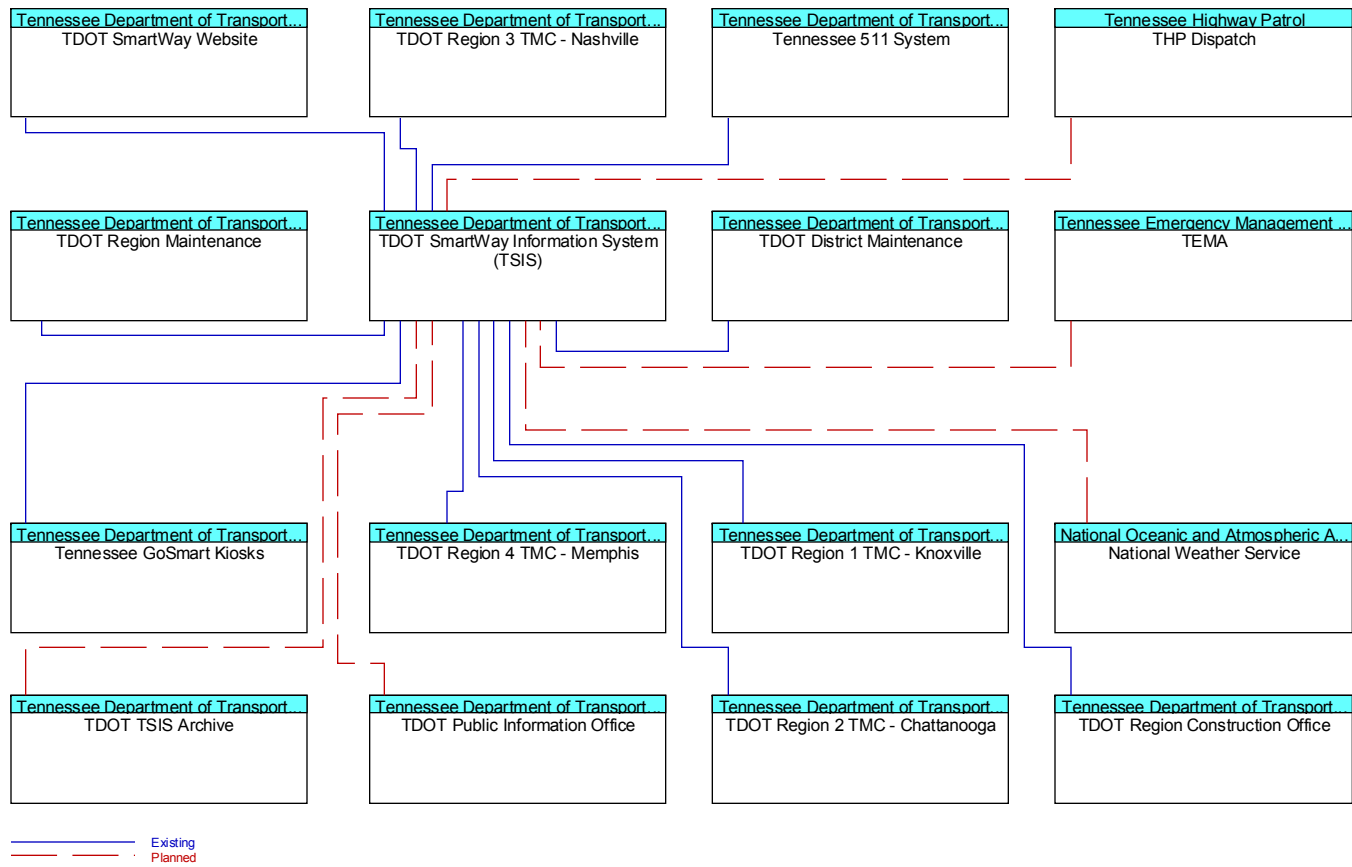 Tennessee Department of Transport...
TDOT SmartWay Website
Tennessee Department of Transport...
TDOT Region 3 TMC - Nashville
Tennessee Department of Transport...
Tennessee 511 System
Tennessee Highway Patrol
THP Dispatch
Tennessee Department of Transport...
TDOT Region Maintenance
Tennessee Department of Transport...
TDOT SmartWay Information System
(TSIS)
Tennessee Department of Transport...
TDOT District Maintenance
Tennessee Emergency Management ...
TEMA
Tennessee Department of Transport...
Tennessee GoSmart Kiosks
Tennessee Department of Transport...
TDOT Region 4 TMC - Memphis
Tennessee Department of Transport...
TDOT Region 1 TMC - Knoxville
National Oceanic and Atmospheric A...
National Weather Service
Tennessee Department of Transport...
TDOT TSIS Archive
Tennessee Department of Transport...
TDOT Public Information Office
Tennessee Department of Transport...
TDOT Region 2 TMC - Chattanooga
Tennessee Department of Transport...
TDOT Region Construction Office
Existing
Planned